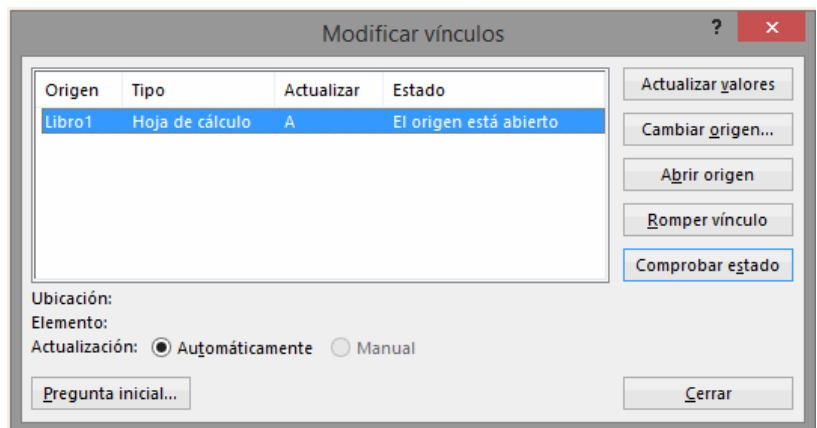 Modificar vínculos
?
Origen Tipo Actualizar Estado
Libro1 Hoja de cálculo A El origen está abierto
Actualizar valores
Cambiar origen...
Abrir origen
Romper vínculo
Comprobar estado
Ubicación:
Elemento:
Actualización: Automáticamente Manual
Pregunta inicial...
Cerrar